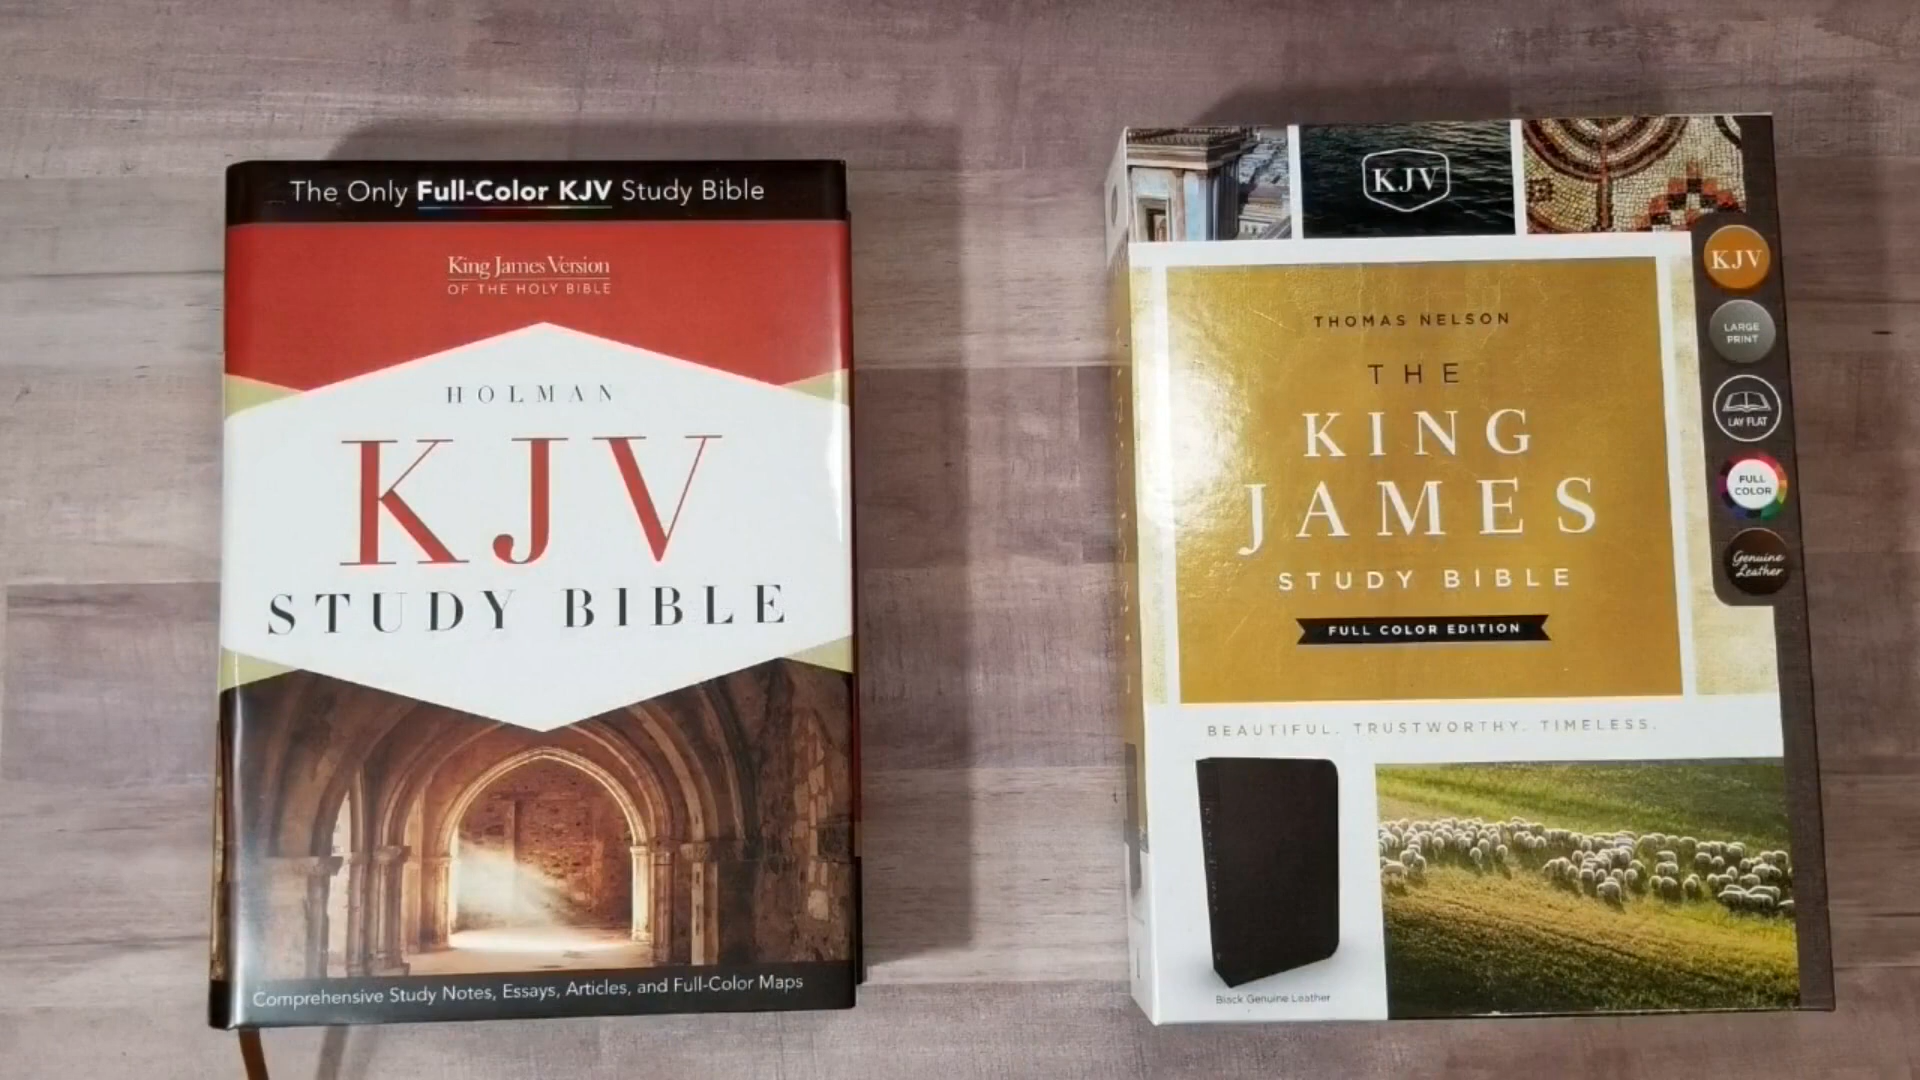 The Only Full-Color KJV Study Bible
King James Version
OF THE HOLY BIBLE
HOLMAN
KJV
STUDY BIBLE
Comprehensive Study Notes, Essays, Articles, and Full-Color Maps
KJV
KJV
LARGE
PRINT
LAY FLAT
FULL
COLOR
Genuine
Leather
THOMAS NELSON
THE
KING
JAMES
STUDY BIBLE
FULL COLOR EDITION
BEAUTIFUL. TRUSTWORTHY. TIMELESS.
Black Genuine Leather